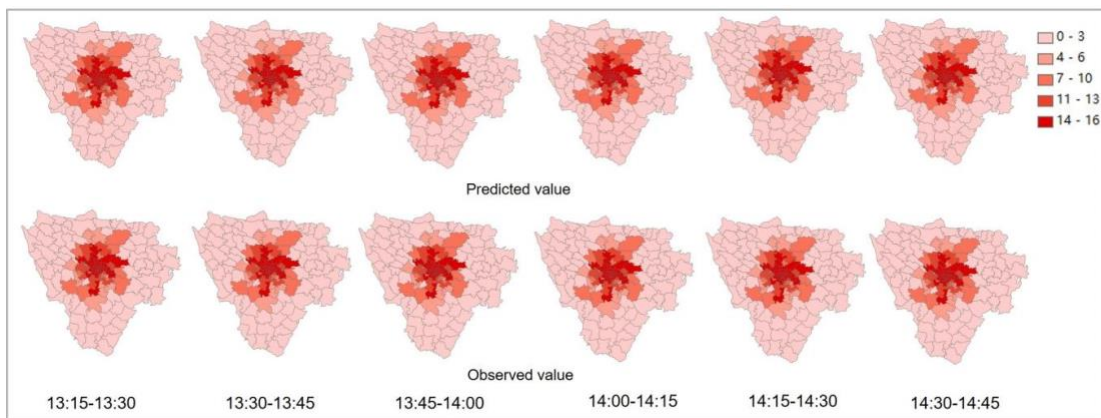 0 - 3
4 - 6
7 - 10
11 - 13
14 - 16
Predicted value
Observed value
13:15-13:30
13:30-13:45
13:45-14:00
14:00-14:15
14:15-14:30
14:30-14:45